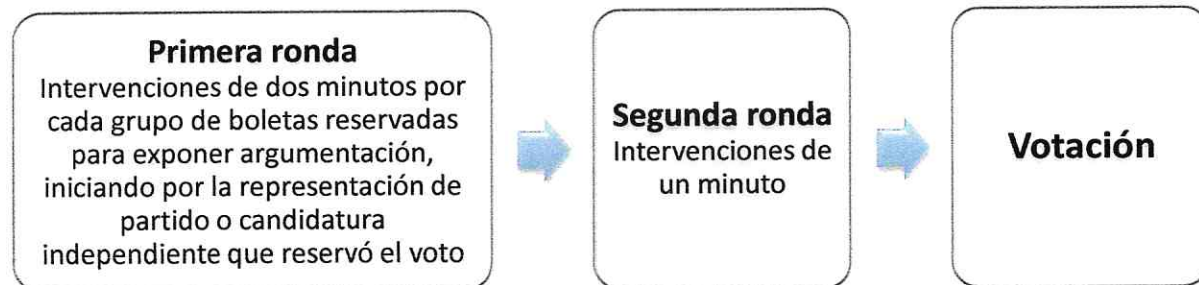 Primera ronda
Intervenciones de dos minutos por
cada grupo de boletas reservadas
para exponer argumentación,
iniciando por la representación de
partido o candidatura
independiente que reservó el voto
Segunda ronda
Intervenciones de
un minuto
Votación